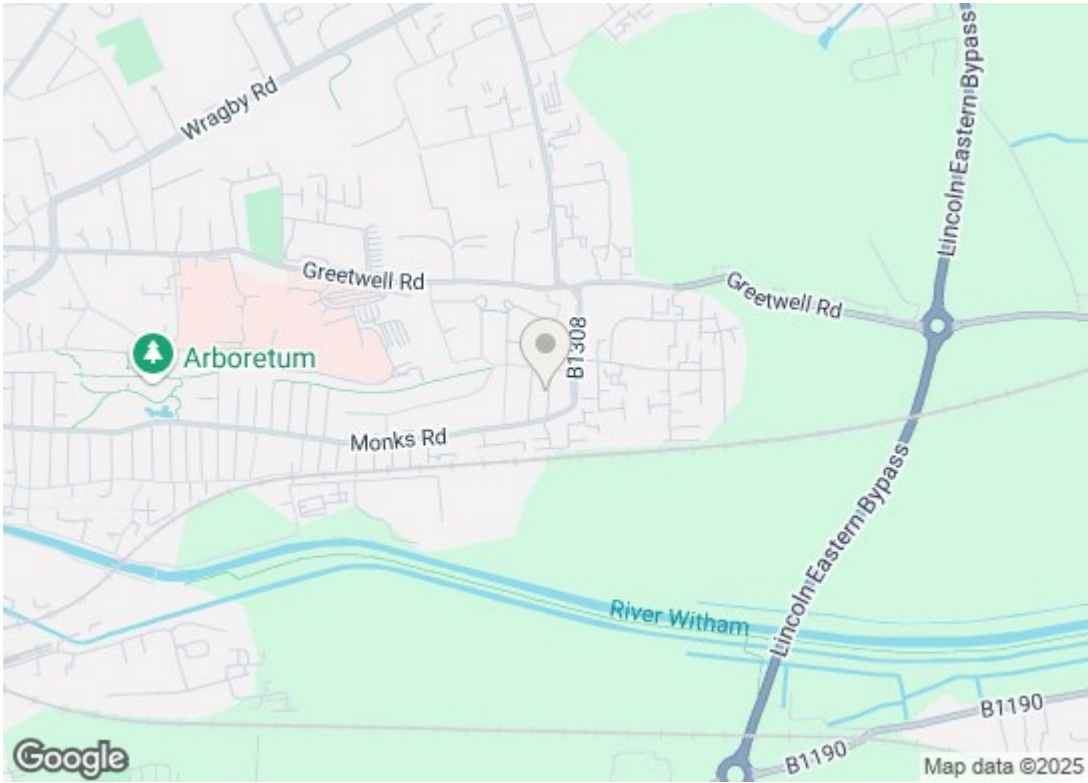 Wragby Rd
Lincoln Eastern Bypass
Greetwell Rd
Greetwell Rd
B1308
Arboretum
Monks Rd
Lincoln Eastern Bypass
River Witham
B1190
B1190
Google
Map data ©2025